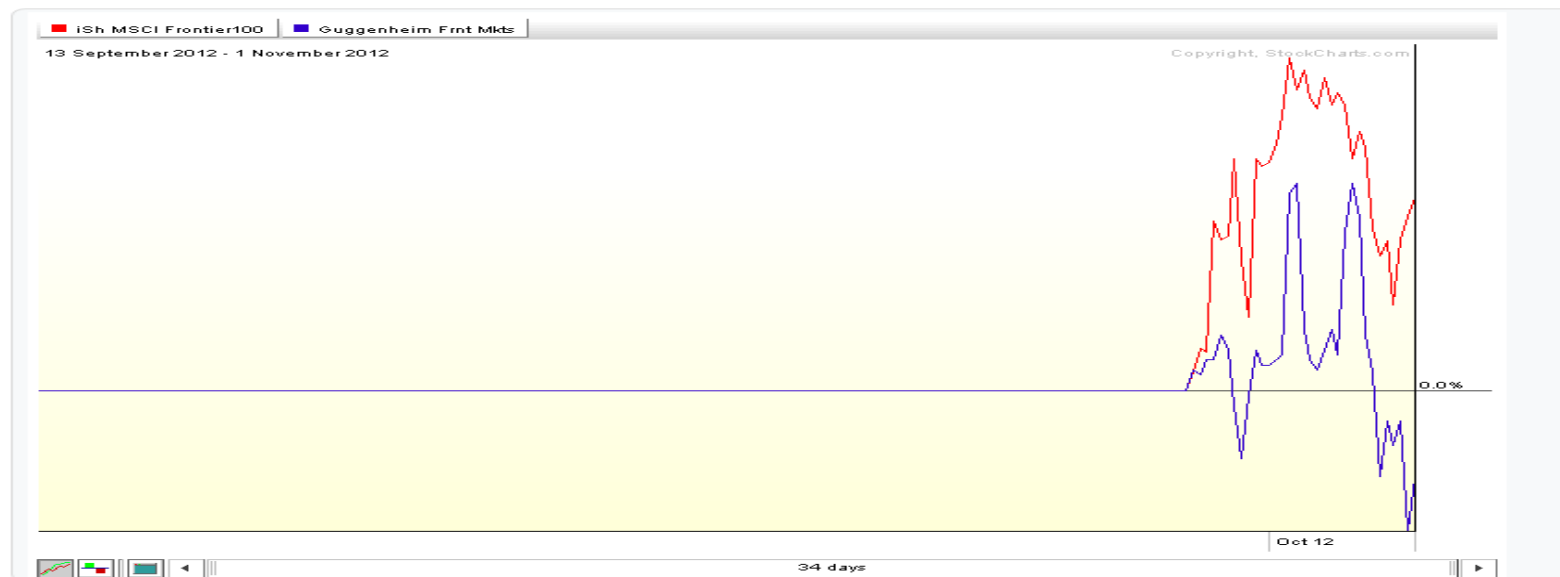 iSh MSCI Frontier100 Guggenheim Frnt Mkts
13 September 2012 - 1 November 2012 Copyright, StockCharts.com
0.0%
Oct 12
34 days